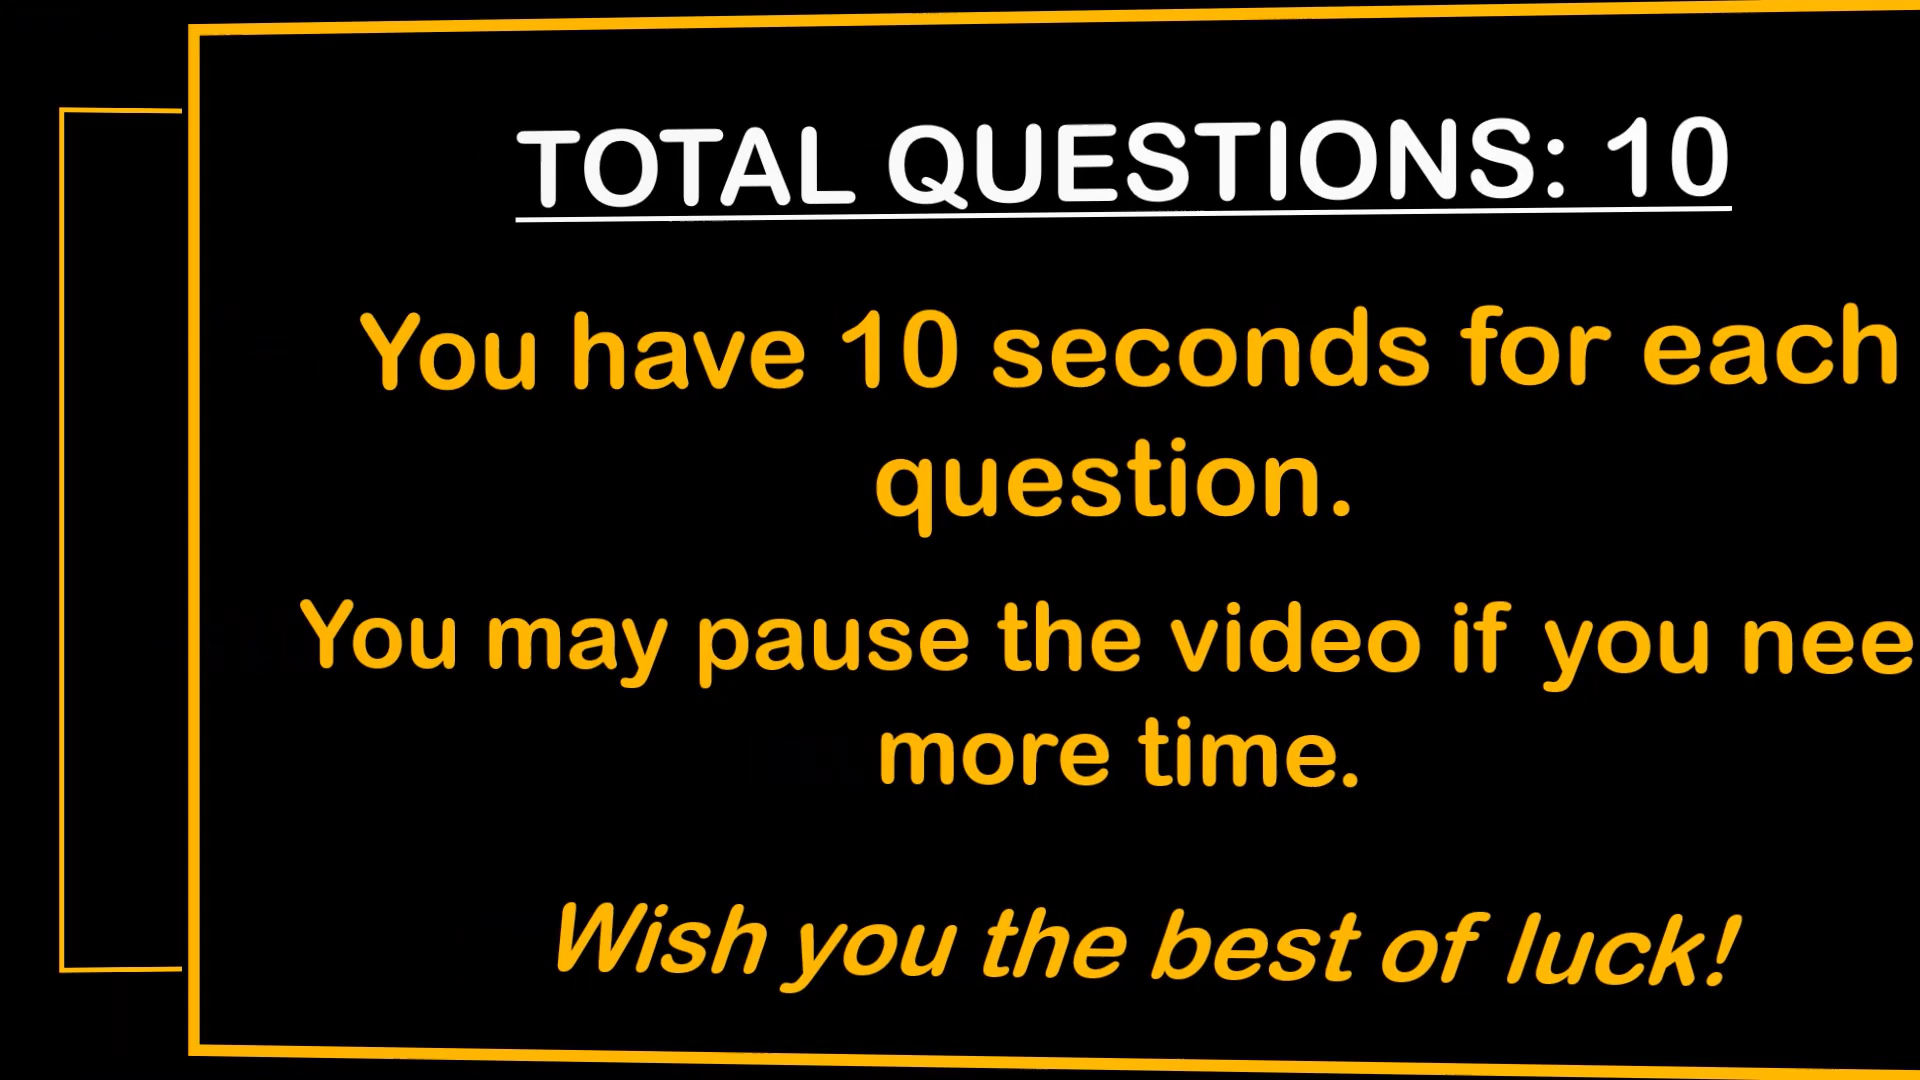 TOTAL QUESTIONS: 10
You have 10 seconds for each
question.
You may pause the video if you nee
more time.
Wish you the best of luck!